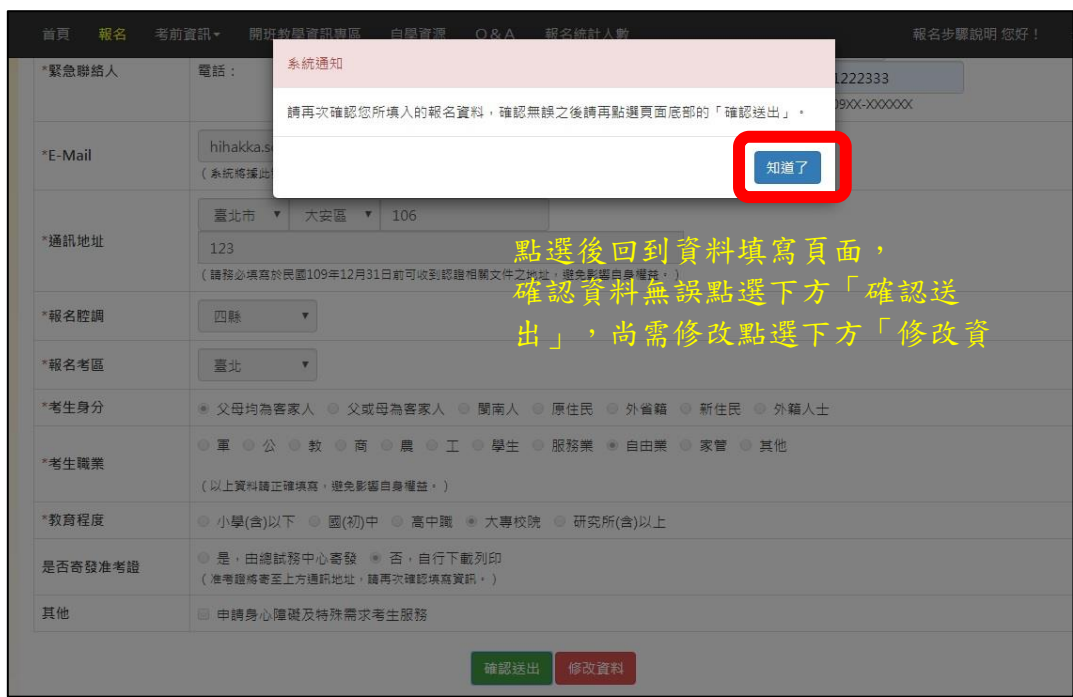 首頁 報名 考前資訊 開班教學資訊專區 自學資源 Q & A 報名統計人數 報名步驟說明 您好！
系統通知
請再次確認您所填入的報名資料，確認無誤之後請再點選頁面底部的「確認送出」。
知道了
*緊急聯絡人 電話： 1222333
09XX-XXXXXX
*E-Mail hihakka.s
（系統將據此
*通訊地址 臺北市 大安區 106
123
（請務必填寫於民國109年12月31日前可收到認證相關文件之地址，避免影響自身權益。）
點選後回到資料填寫頁面，
確認資料無誤點選下方「確認送
出」，尚需修改點選下方「修改資
*報名腔調 四縣
*報名考區 臺北
*考生身分 父母均為客家人 父或母為客家人 閩南人 原住民 外省籍 新住民 外籍人士
*考生職業 軍 公 教 商 農 工 學生 服務業 自由業 家管 其他
（以上資料請正確填寫，避免影響自身權益。）
*教育程度 小學(含)以下 國(初)中 高中職 大專校院 研究所(含)以上
是否寄發准考證 是，由總試務中心寄發 否，自行下載列印
（准考證將寄至上方通訊地址，請再次確認填寫資訊。）
其他 申請身心障礙及特殊需求考生服務
確認送出 修改資料